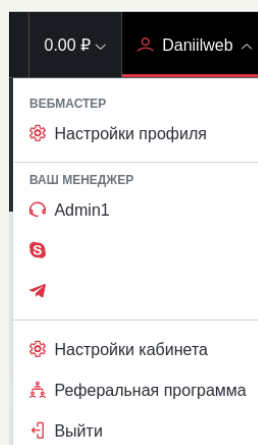 0.00 ₽
Daniilweb
ВЕБМАСТЕР
Настройки профиля
ВАШ МЕНЕДЖЕР
Admin1
Настройки кабинета
Реферальная программа
Выйти